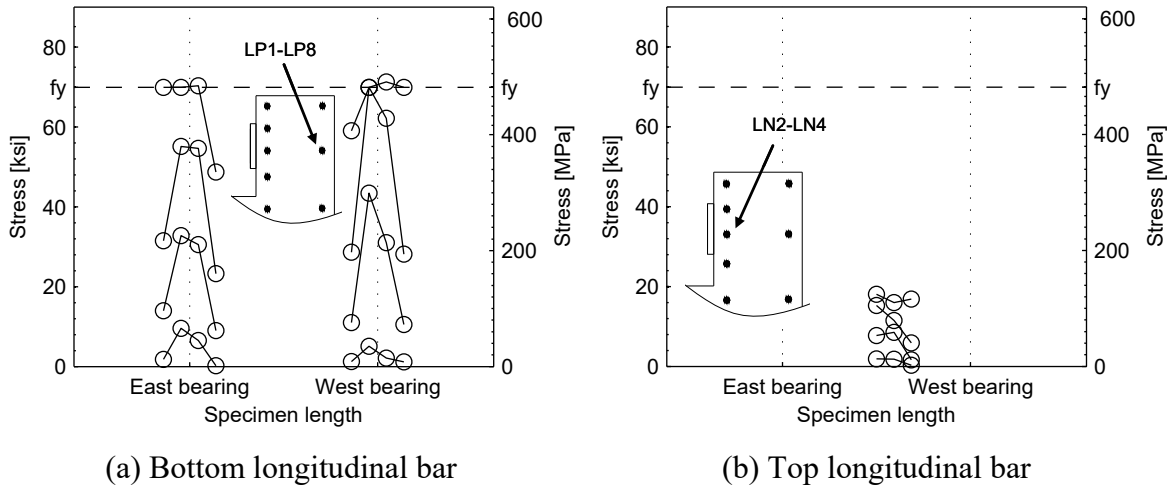 LP1-LP8
80
fy
60
40
20
0
Stress [ksi]
600
fy
400
200
0
Stress [MPa]
East bearing
West bearing
Specimen length
(a) Bottom longitudinal bar
LN2-LN4
80
fy
60
40
20
0
Stress [ksi]
600
fy
400
200
0
Stress [MPa]
East bearing
West bearing
Specimen length
(b) Top longitudinal bar